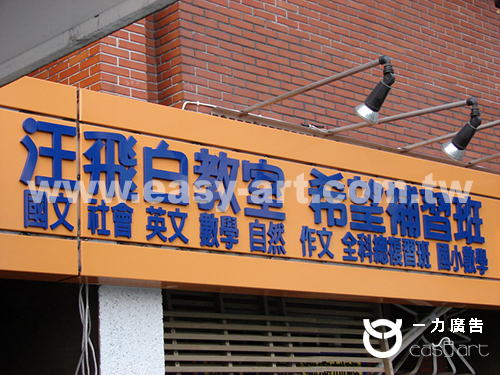 汪飛白教室 希望補習班
www.easy-art.com.tw
國文 社會 英文 數學 自然 作文 全科總複習班 國小數學
一力廣告
easyart